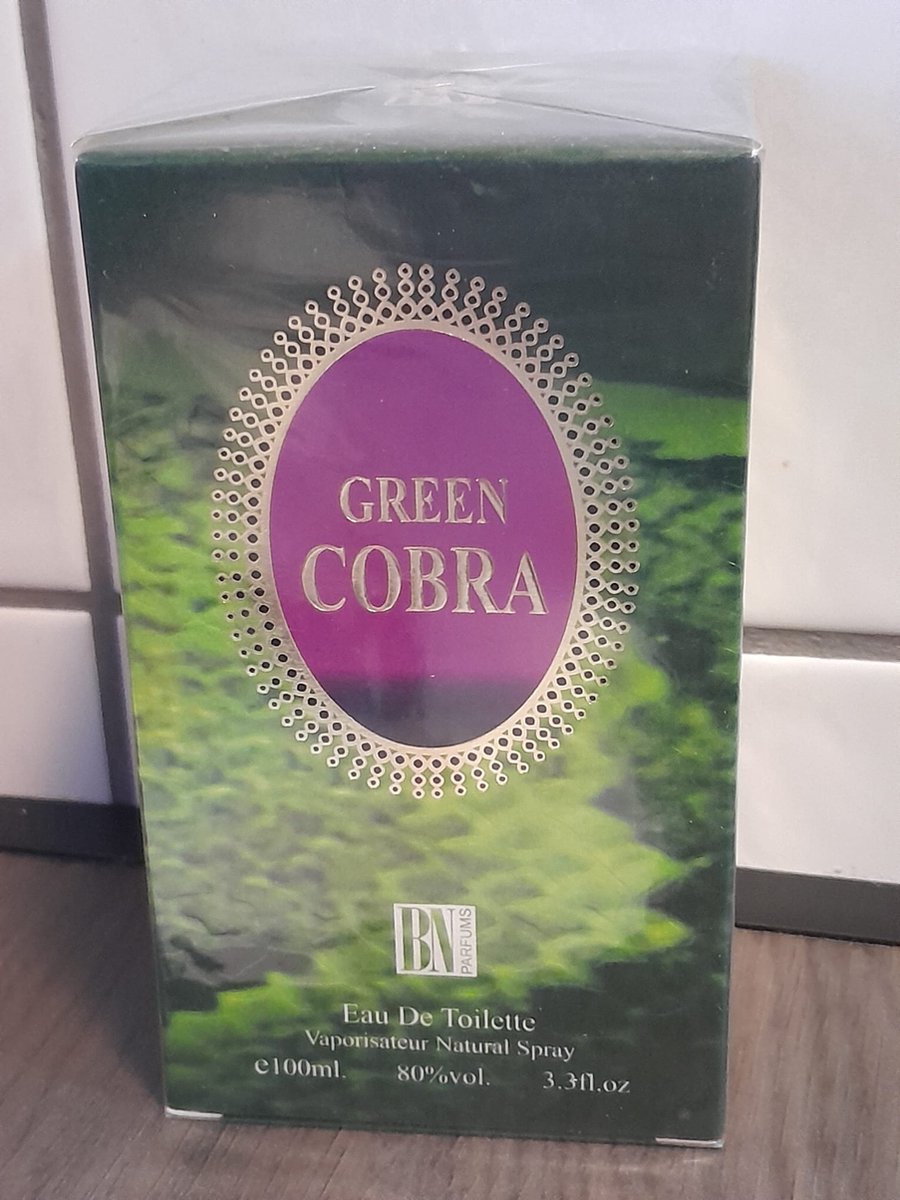 GREEN
COBRA
BN PARFUMS
Eau De Toilette
Vaporisateur Natural Spray
e100ml. 80%vol. 3.3fl.oz